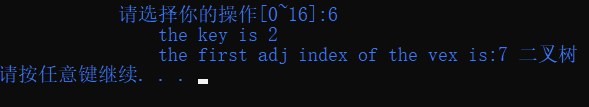 请选择你的操作[0~16]:6
the key is 2
the first adj index of the vex is:7 二叉树
请按任意键继续. . .